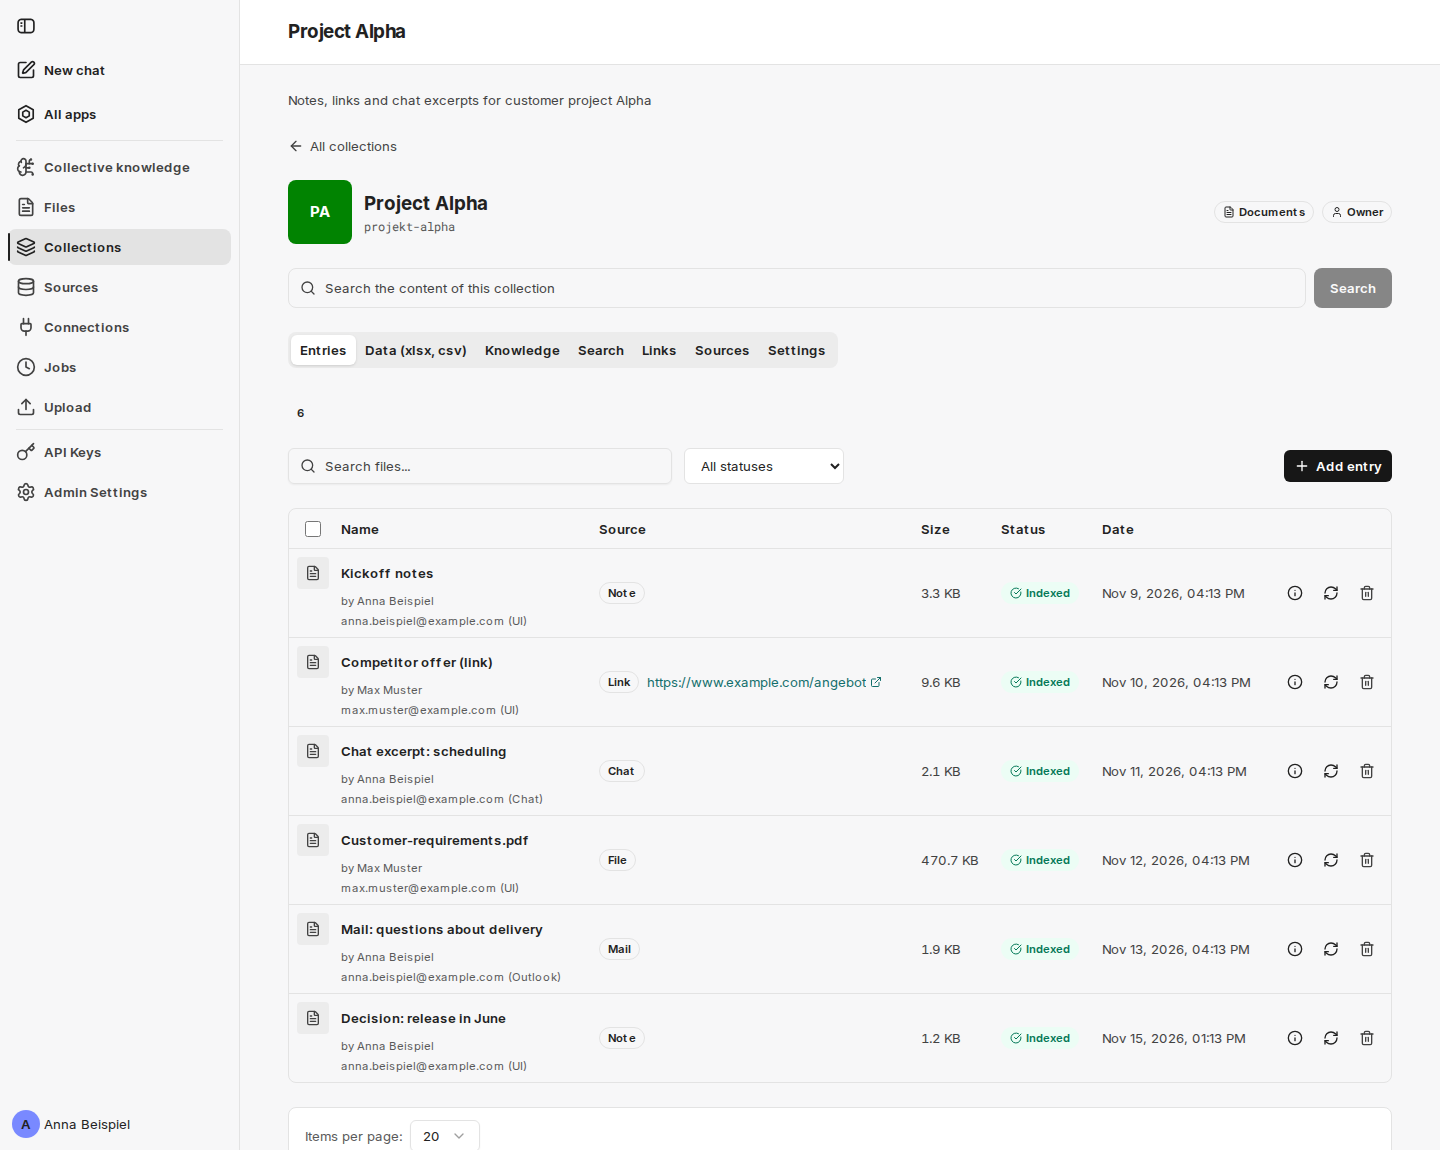 Project Alpha
New chat
All apps
Collective knowledge
Files
Collections
Sources
Connections
Jobs
Upload
API Keys
Admin Settings
A Anna Beispiel
Notes, links and chat excerpts for customer project Alpha
All collections
PA
Project Alpha
projekt-alpha
Documents
Owner
Search the content of this collection
Search
Entries Data (xlsx, csv) Knowledge Search Links Sources Settings
6
Search files...
All statuses
Add entry
Name Source Size Status Date
Kickoff notes
by Anna Beispiel
anna.beispiel@example.com (UI)
Note 3.3 KB Indexed Nov 9, 2026, 04:13 PM
Competitor offer (link)
by Max Muster
max.muster@example.com (UI)
Link https://www.example.com/angebot 9.6 KB Indexed Nov 10, 2026, 04:13 PM
Chat excerpt: scheduling
by Anna Beispiel
anna.beispiel@example.com (Chat)
Chat 2.1 KB Indexed Nov 11, 2026, 04:13 PM
Customer-requirements.pdf
by Max Muster
max.muster@example.com (UI)
File 470.7 KB Indexed Nov 12, 2026, 04:13 PM
Mail: questions about delivery
by Anna Beispiel
anna.beispiel@example.com (Outlook)
Mail 1.9 KB Indexed Nov 13, 2026, 04:13 PM
Decision: release in June
by Anna Beispiel
anna.beispiel@example.com (UI)
Note 1.2 KB Indexed Nov 15, 2026, 01:13 PM
Items per page: 20